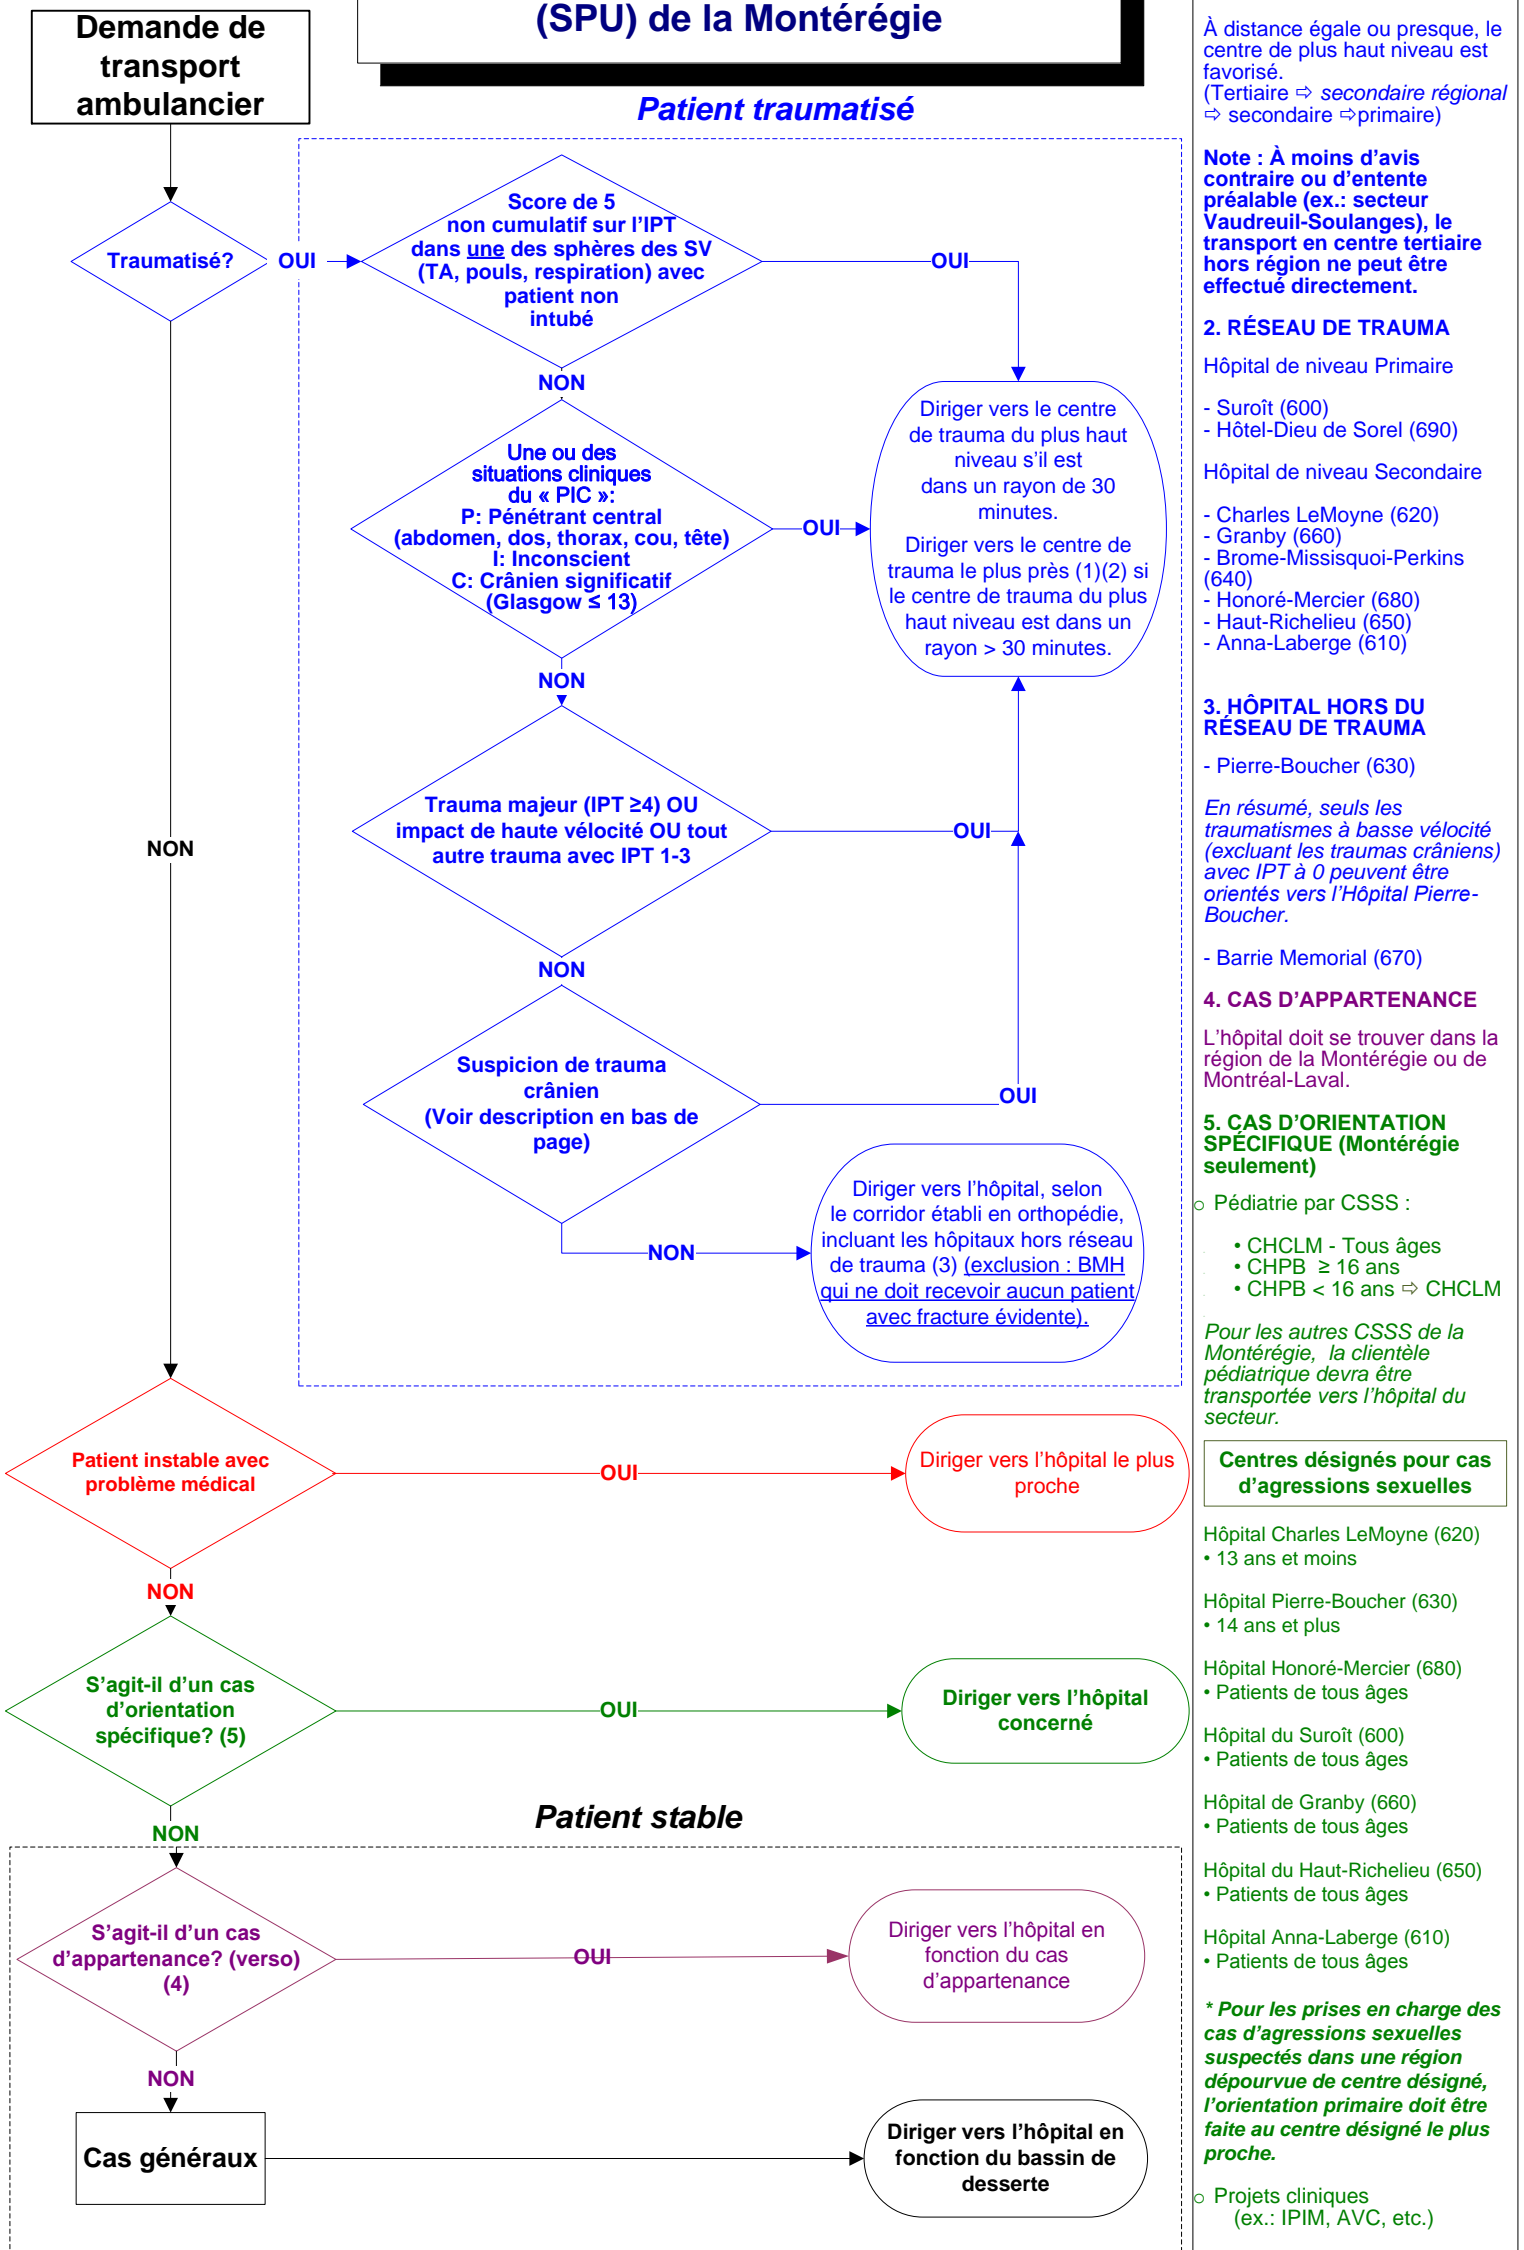 (SPU) de la Montérégie
Demande de
transport
ambulancier
Patient traumatisé
Traumatisé?
OUI
Score de 5
non cumulatif sur l'IPT
dans une des sphères des SV
(TA, pouls, respiration) avec
patient non
intubé
OUI
NON
Une ou des
situations cliniques
du « PIC »:
P: Pénétrant central
(abdomen, dos, thorax, cou, tête)
I: Inconscient
C: Crânien significatif
(Glasgow ≤ 13)
OUI
Diriger vers le centre
de trauma du plus haut
niveau s'il est
dans un rayon de 30
minutes.
Diriger vers le centre de
trauma le plus près (1)(2) si
le centre de trauma du plus
haut niveau est dans un
rayon > 30 minutes.
NON
Trauma majeur (IPT ≥4) OU
impact de haute vélocité OU tout
autre trauma avec IPT 1-3
OUI
NON
NON
Suspicion de trauma
crânien
(Voir description en bas de
page)
OUI
NON
Diriger vers l'hôpital, selon
le corridor établi en orthopédie,
incluant les hôpitaux hors réseau
de trauma (3) (exclusion : BMH
qui ne doit recevoir aucun patient
avec fracture évidente).
Patient instable avec
problème médical
OUI
Diriger vers l'hôpital le plus
proche
NON
S'agit-il d'un cas
d'orientation
spécifique? (5)
OUI
Diriger vers l'hôpital
concerné
NON
Patient stable
S'agit-il d'un cas
d'appartenance? (verso)
(4)
OUI
Diriger vers l'hôpital en
fonction du cas
d'appartenance
NON
Cas généraux
Diriger vers l'hôpital en
fonction du bassin de
desserte
À distance égale ou presque, le
centre de plus haut niveau est
favorisé.
(Tertiaire ⇨ secondaire régional
⇨ secondaire ⇨primaire)
Note : À moins d'avis
contraire ou d'entente
préalable (ex.: secteur
Vaudreuil-Soulanges), le
transport en centre tertiaire
hors région ne peut être
effectué directement.
2. RÉSEAU DE TRAUMA
Hôpital de niveau Primaire
- Suroît (600)
- Hôtel-Dieu de Sorel (690)
Hôpital de niveau Secondaire
- Charles LeMoyne (620)
- Granby (660)
- Brome-Missisquoi-Perkins
(640)
- Honoré-Mercier (680)
- Haut-Richelieu (650)
- Anna-Laberge (610)
3. HÔPITAL HORS DU
RÉSEAU DE TRAUMA
- Pierre-Boucher (630)
En résumé, seuls les
traumatismes à basse vélocité
(excluant les traumas crâniens)
avec IPT à 0 peuvent être
orientés vers l'Hôpital Pierre-
Boucher.
- Barrie Memorial (670)
4. CAS D'APPARTENANCE
L'hôpital doit se trouver dans la
région de la Montérégie ou de
Montréal-Laval.
5. CAS D'ORIENTATION
SPÉCIFIQUE (Montérégie
seulement)
o Pédiatrie par CSSS :
• CHCLM - Tous âges
• CHPB ≥ 16 ans
• CHPB < 16 ans ⇨ CHCLM
Pour les autres CSSS de la
Montérégie, la clientèle
pédiatrique devra être
transportée vers l'hôpital du
secteur.
Centres désignés pour cas
d'agressions sexuelles
Hôpital Charles LeMoyne (620)
• 13 ans et moins
Hôpital Pierre-Boucher (630)
• 14 ans et plus
Hôpital Honoré-Mercier (680)
• Patients de tous âges
Hôpital du Suroît (600)
• Patients de tous âges
Hôpital de Granby (660)
• Patients de tous âges
Hôpital du Haut-Richelieu (650)
• Patients de tous âges
Hôpital Anna-Laberge (610)
• Patients de tous âges
* Pour les prises en charge des
cas d'agressions sexuelles
suspectés dans une région
dépourvue de centre désigné,
l'orientation primaire doit être
faite au centre désigné le plus
proche.
o Projets cliniques
(ex.: IPIM, AVC, etc.)